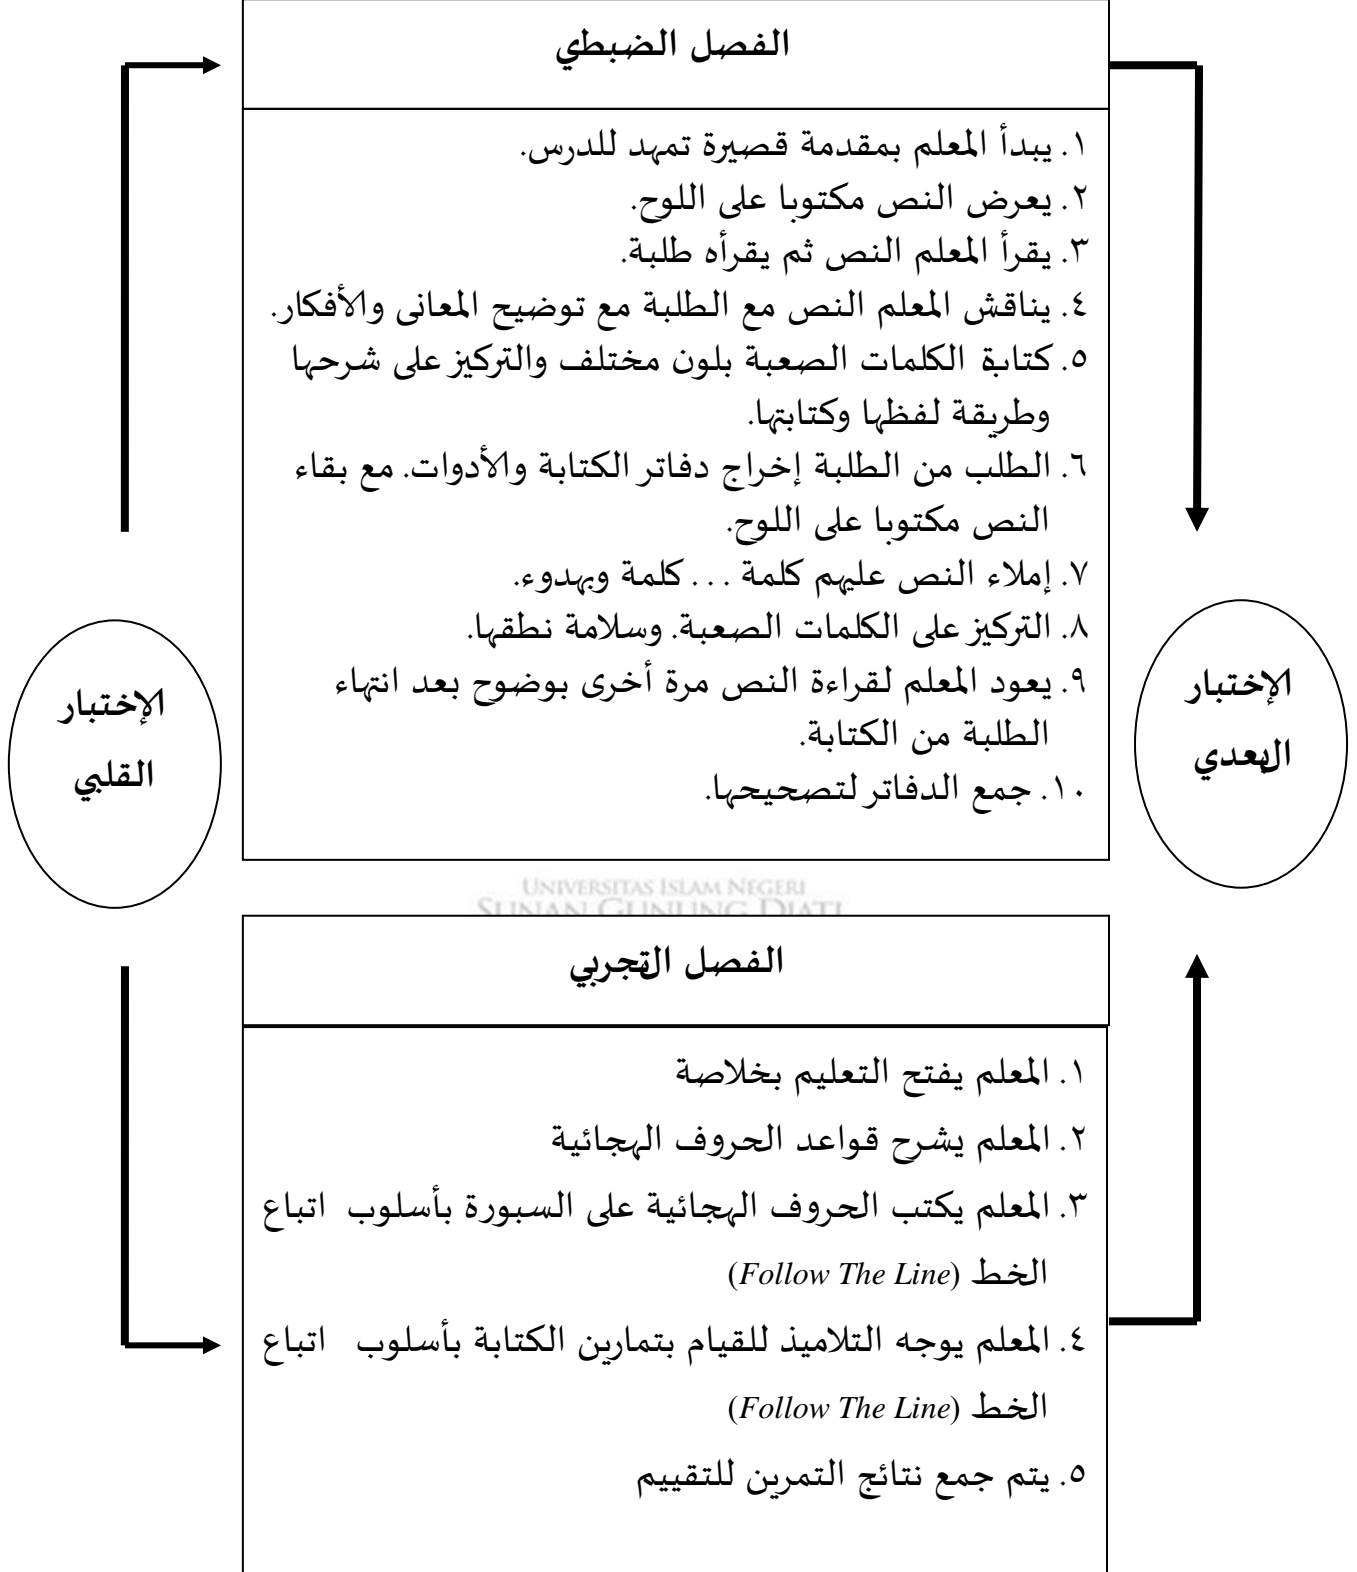 الفصل الضبطي
١. يبدأ المعلم بمقدمة قصيرة تمهد للدرس.
٢. يعرض النص مكتوبا على اللوح.
٣. يقرأ المعلم النص ثم يقرأه طلبة.
٤. يناقش المعلم النص مع الطلبة مع توضيح المعانى والأفكار.
٥. كتابة الكلمات الصعبة بلون مختلف والتركيز على شرحها
وطريقة لفظها وكتابتها.
٦. الطلب من الطلبة إخراج دفاتر الكتابة والأدوات. مع بقاء
النص مكتوبا على اللوح.
٧. إملاء النص عليهم كلمة ... كلمة وبهدوء.
٨. التركيز على الكلمات الصعبة. وسلامة نطقها.
٩. يعود المعلم لقراءة النص مرة أخرى بوضوح بعد انتهاء
الطلبة من الكتابة.
١٠. جمع الدفاتر لتصحيحها.
الإختبار
البعدي
الإختبار
القلبي
UNIVERSITAS ISLAM NEGERI
SUNAN GUNUNG DJATI
الفصل التجربي
١. المعلم يفتح التعليم بخلاصة
٢. المعلم يشرح قواعد الحروف الهجائية
٣. المعلم يكتب الحروف الهجائية على السبورة بأسلوب اتباع
الخط (Follow The Line)
٤. المعلم يوجه التلاميذ للقيام بتمارين الكتابة بأسلوب اتباع
الخط (Follow The Line)
٥. يتم جمع نتائج التمرين للتقييم